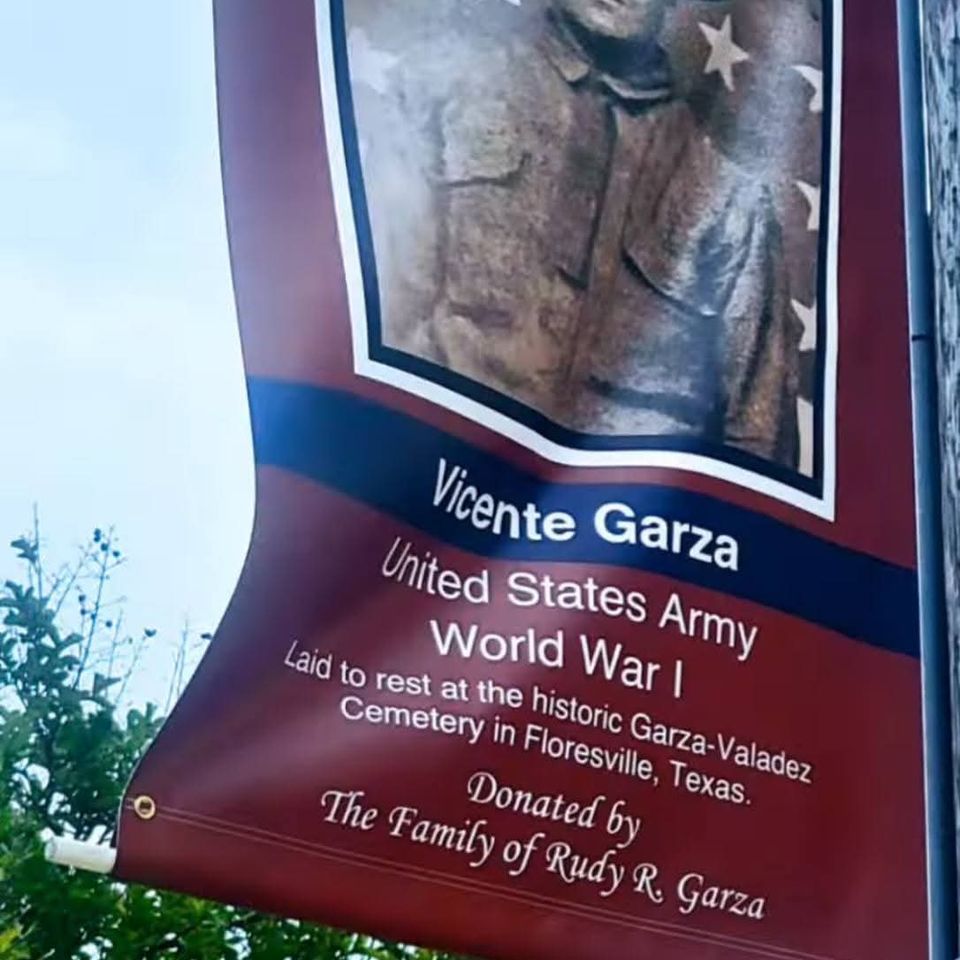 Vicente Garza
United States Army
World War I
Laid to rest at the historic Garza-Valadez
Cemetery in Floresville, Texas.
Donated by
The Family of Rudy R. Garza